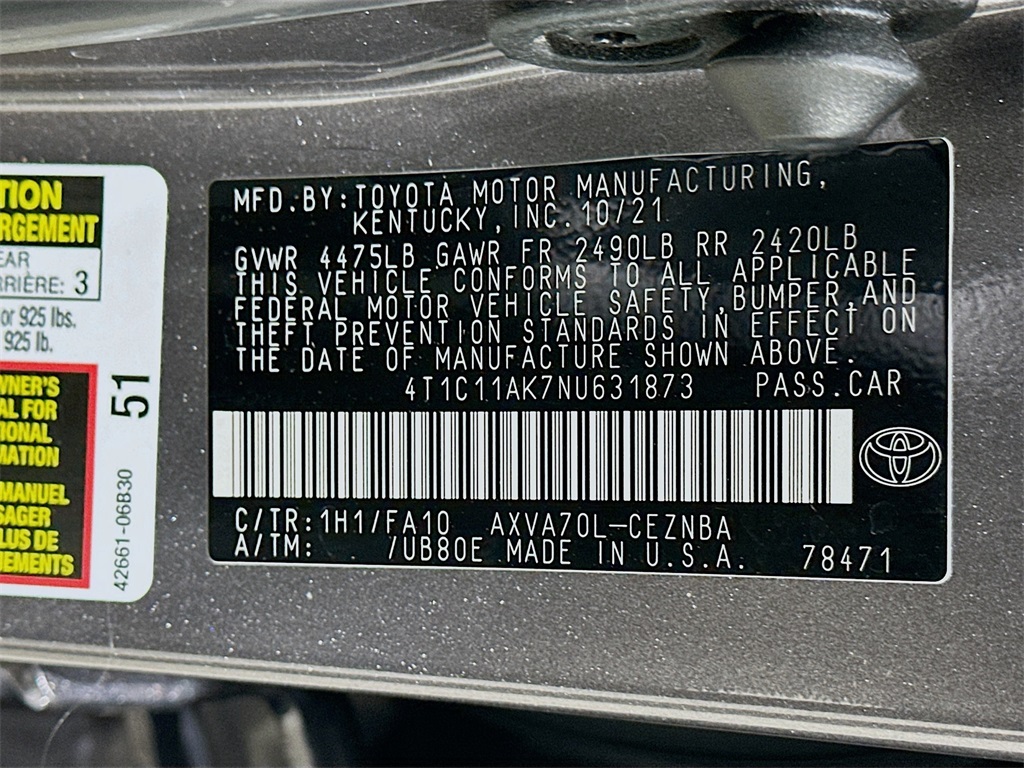 TION
RGEMENT
EAR
RRIÈRE: 3
or 925 lbs.
925 lb.
WNER'S
AL FOR
TIONAL
MATION
MANUEL
SAGER
LUS DE
NEMENTS
51
42661-06B30
MFD.BY:TOYOTA MOTOR MANUFACTURING,
KENTUCKY, INC.10/21
GVWR 4475LB GAWR FR 2490LB RR 2420LB
THIS VEHICLE CONFORMS TO ALL APPLICABLE
FEDERAL MOTOR VEHICLE SAFETY,BUMPER,AND
THEFT PREVENTION STANDARDS IN EFFECT ON
THE DATE OF MANUFACTURE SHOWN ABOVE.
4T1C11AK7NU631873 PASS.CAR
C/TR:1H1/FA10 AXVA70L-CEZNBA
A/TM: /UB80E MADE IN U.S.A. 78471